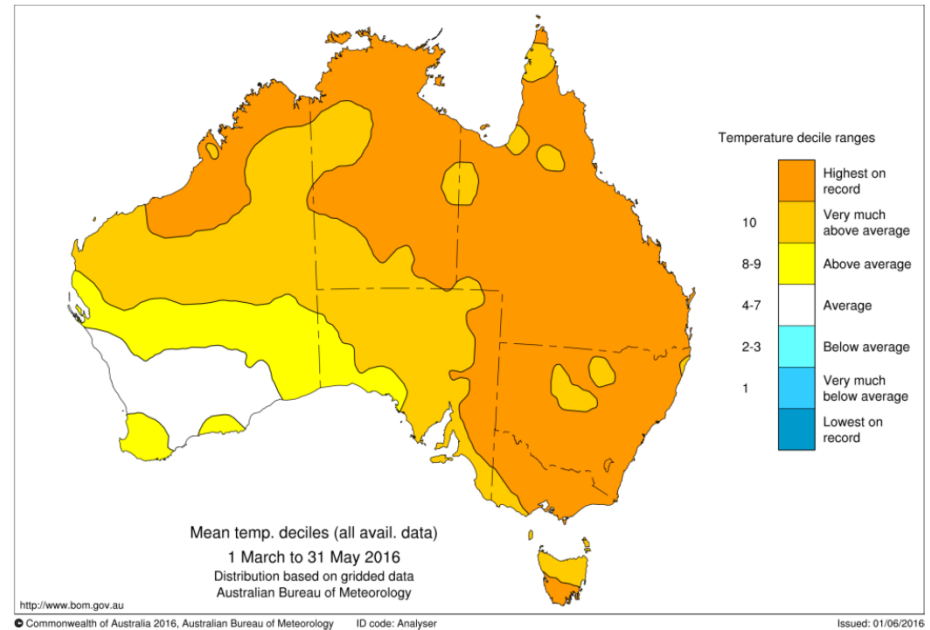 Temperature decile ranges
Highest on
record
10
Very much
above average
8-9
Above average
4-7
Average
2-3
Below average
1
Very much
below average
Lowest on
record
Mean temp. deciles (all avail. data)
1 March to 31 May 2016
Distribution based on gridded data
Australian Bureau of Meteorology
http://www.bom.gov.au
© Commonwealth of Australia 2016, Australian Bureau of Meteorology
ID code: Analyser
Issued: 01/06/2016